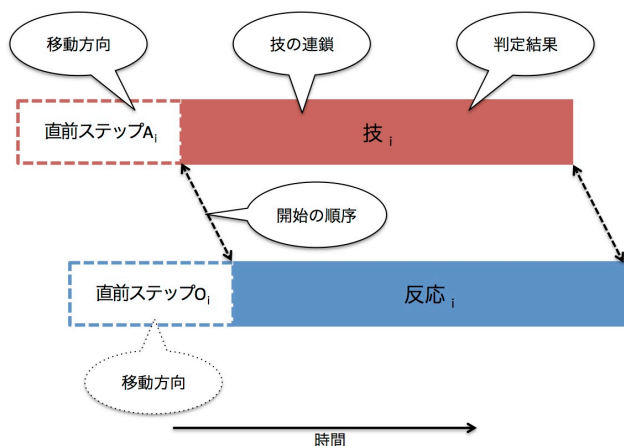 移動方向
技の連鎖
判定結果
直前ステップAi
技 i
開始の順序
直前ステップOi
反応 i
移動方向
時間